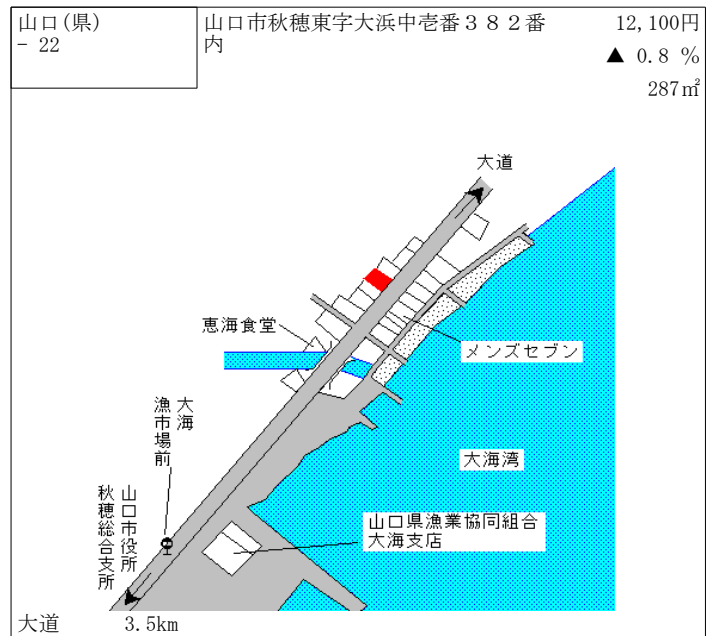 山口(県)
- 22
山口市秋穂東字大浜中壱番３８２番
内
12,100円
▲ 0.8 %
287㎡
大道
恵海食堂
メンズセブン
大海
漁市場前
大海湾
山口市役所
秋穂総合支所
山口県漁業協同組合
大海支店
大道 3.5km